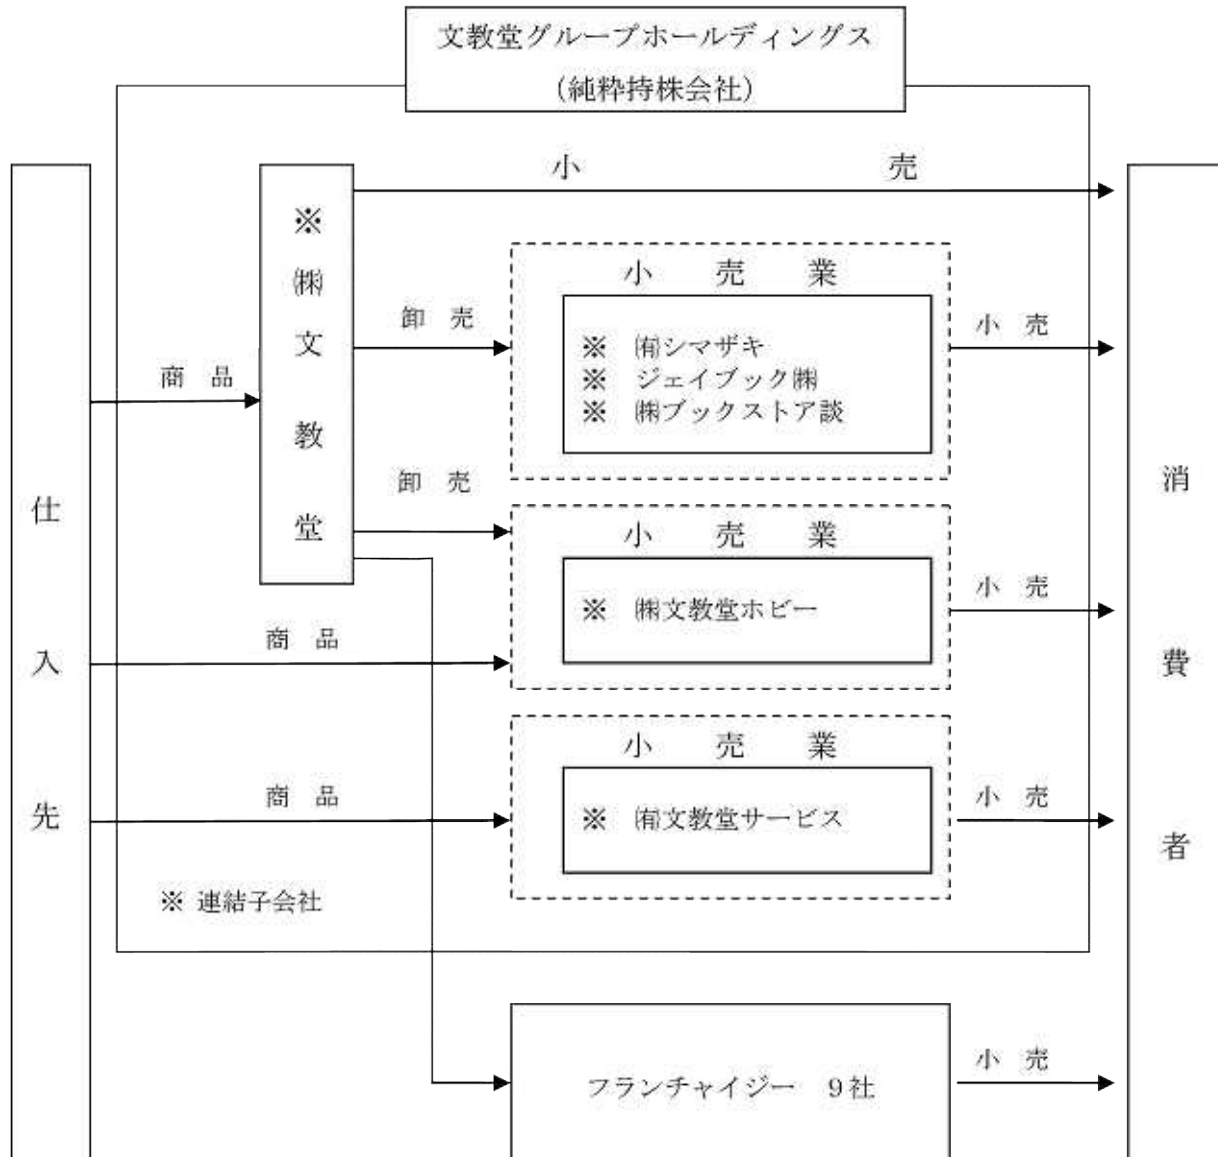 文教堂グループホールディングス
(純粋持株会社)
小 売
※㈱文教堂
小 売 業
卸 売
小 売
※ ㈲シマザキ
※ ジェイブック㈱
※ ㈱ブックストア談
商 品
卸 売
小 売 業
小 売
※ ㈱文教堂ホビー
商 品
小 売 業
商 品
小 売
※ ㈲文教堂サービス
※ 連結子会社
仕入先
消費者
小 売
フランチャイジー 9社